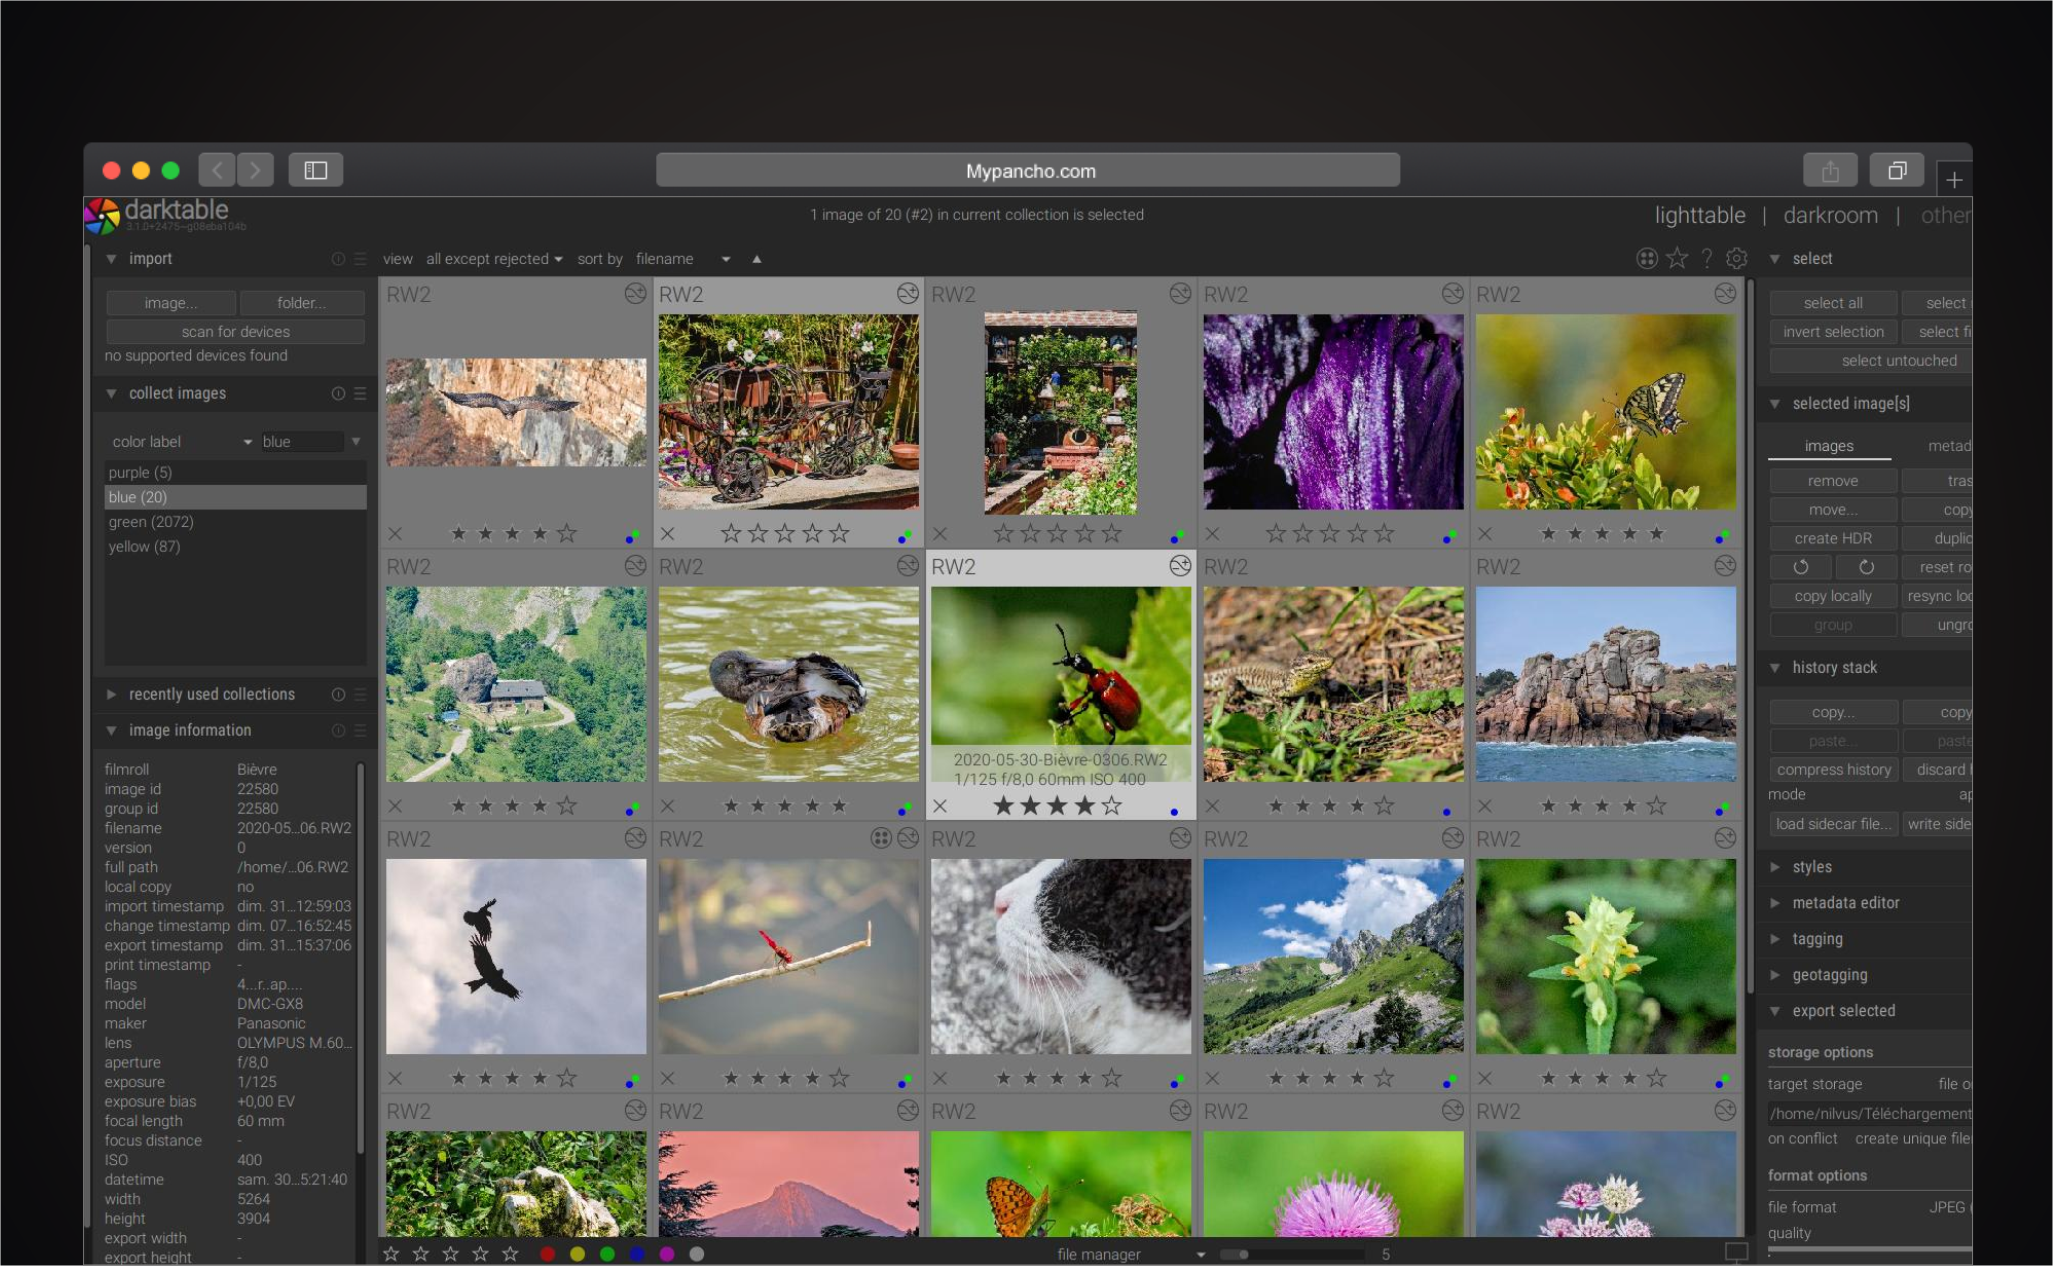 Mypancho.com
darktable
3.1.0+2475~g08eba104b
1 image of 20 (#2) in current collection is selected
lighttable | darkroom | other
import
view all except rejected sort by filename
?
select
image...
folder...
scan for devices
no supported devices found
select all
select
invert selection
select fi
select untouched
collect images
color label
blue
purple (5)
blue (20)
green (2072)
yellow (87)
recently used collections
image information
filmroll Bièvre
image id 22580
group id 22580
filename 2020-05...06.RW2
version 0
full path /home/...06.RW2
local copy no
import timestamp dim. 31...12:59:03
change timestamp dim. 07...16:52:45
export timestamp dim. 31...15:37:06
print timestamp -
flags 4...r..ap....
model DMC-GX8
maker Panasonic
lens OLYMPUS M.60...
aperture f/8,0
exposure 1/125
exposure bias +0,00 EV
focal length 60 mm
focus distance -
ISO 400
datetime sam. 30...5:21:40
width 5264
height 3904
export width -
export height -
RW2 RW2 RW2 RW2 RW2
RW2 RW2 RW2 RW2 RW2
2020-05-30-Bièvre-0306.RW2
1/125 f/8,0 60mm ISO 400
RW2 RW2 RW2 RW2 RW2
RW2 RW2 RW2 RW2 RW2
file manager 5
selected image[s]
images metad
remove tras
move... copy
create HDR duplic
reset ro
copy locally resync loc
group ungro
history stack
copy... copy
paste... paste
compress history discard h
mode ap
load sidecar file... write side
styles
metadata editor
tagging
geotagging
export selected
storage options
target storage file o
/home/nilvus/Téléchargement
on conflict create unique file
format options
file format JPEG (
quality